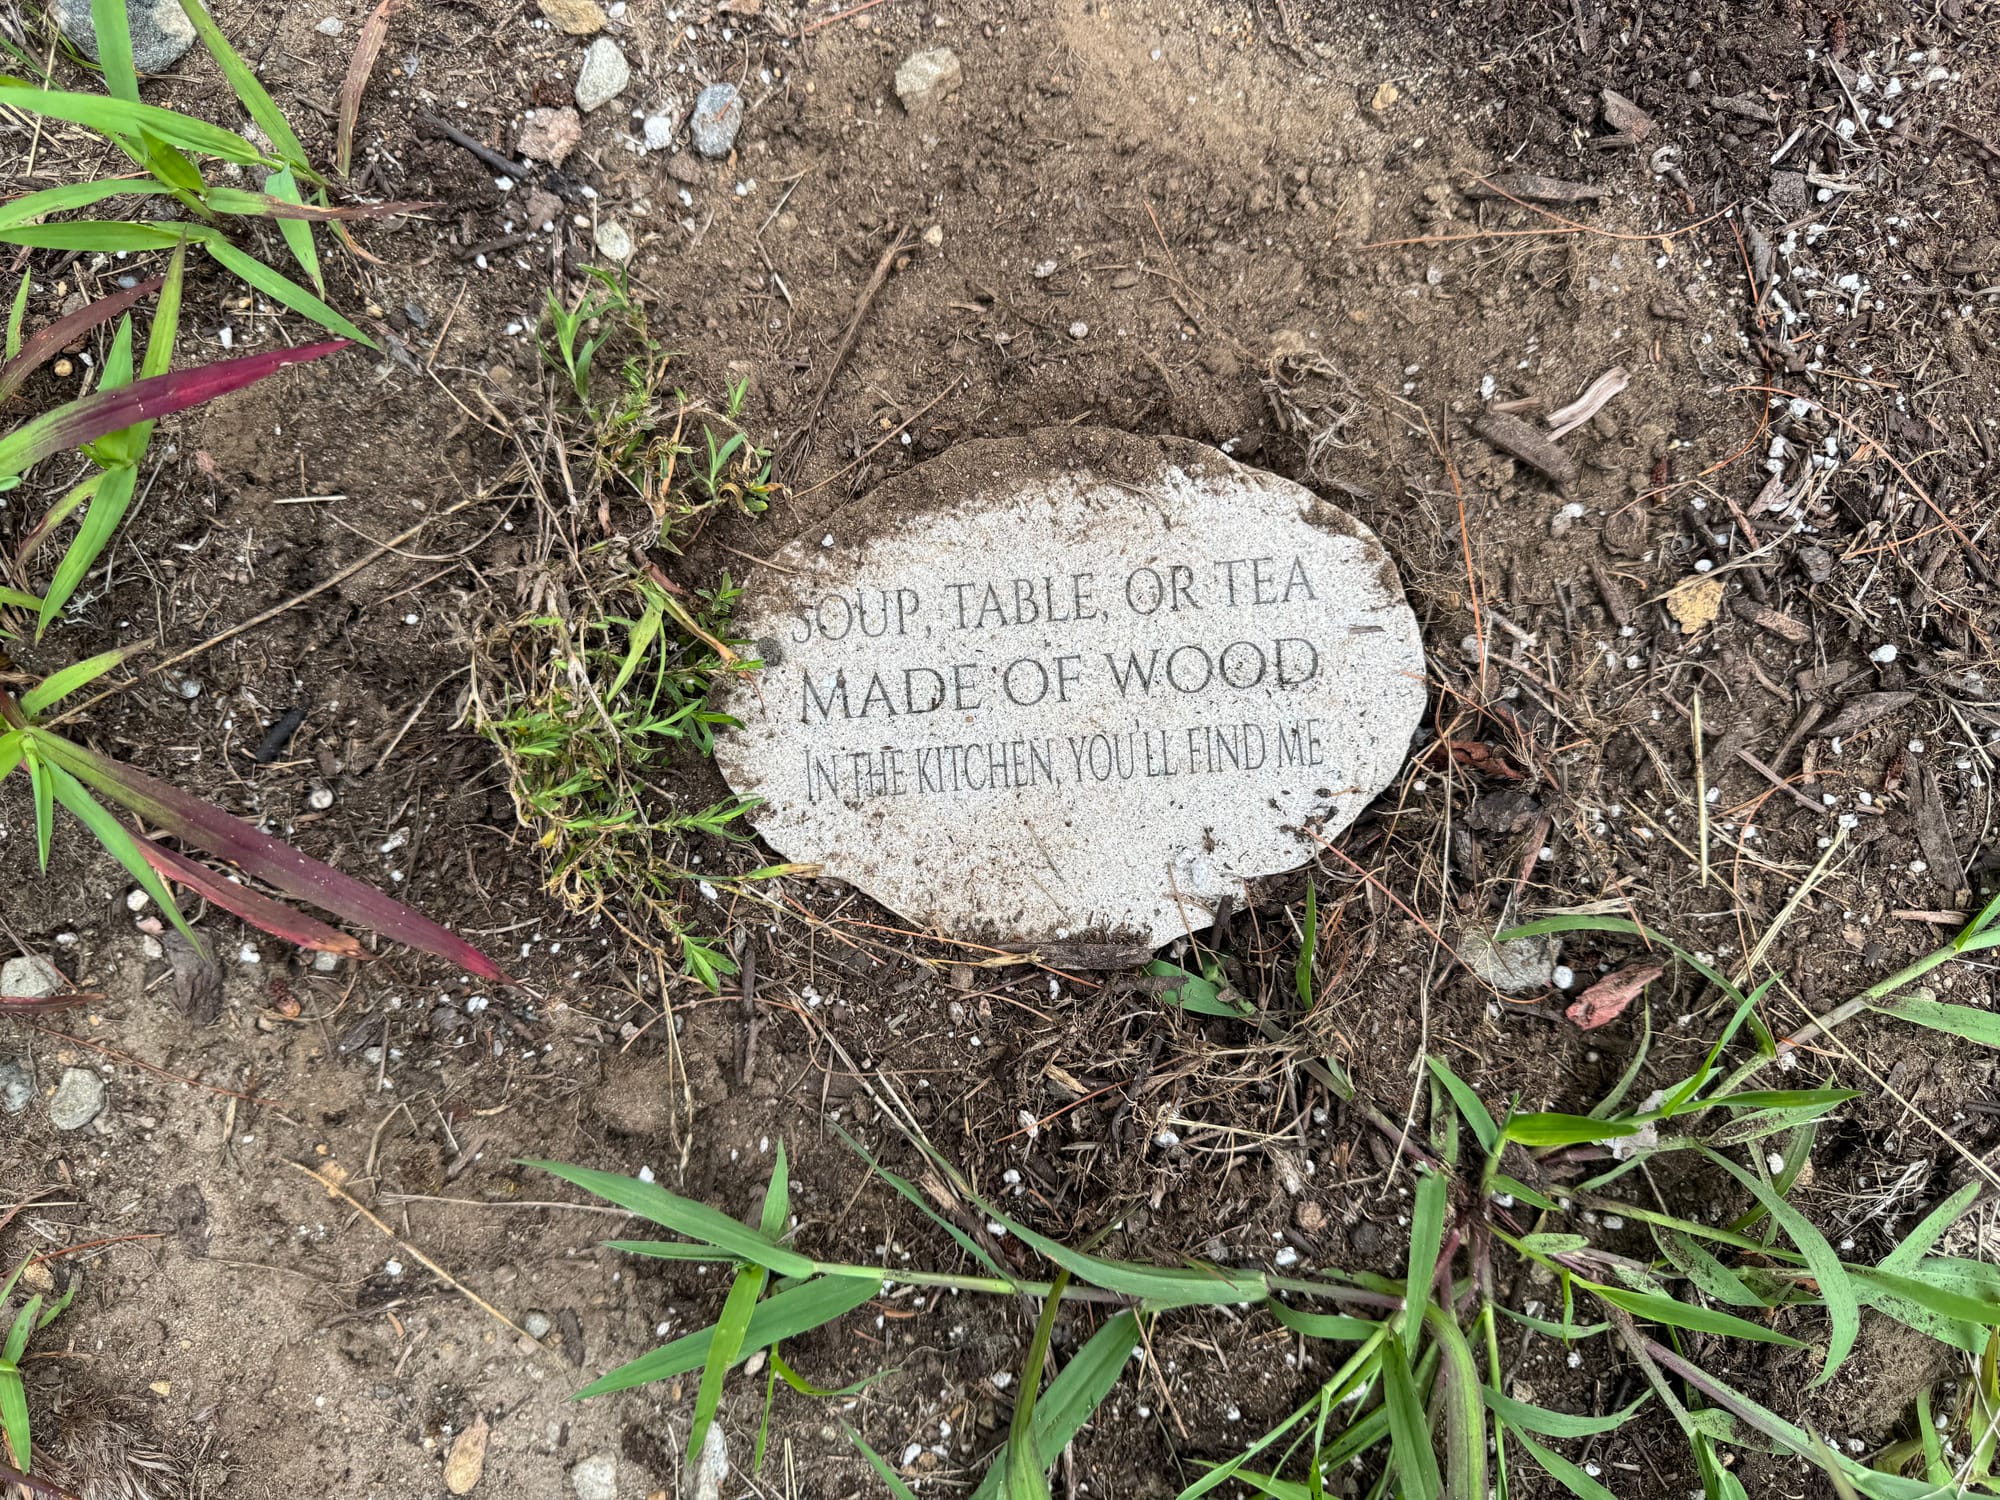 SOUP, TABLE, OR TEA
MADE OF WOOD
IN THE KITCHEN, YOU'LL FIND ME